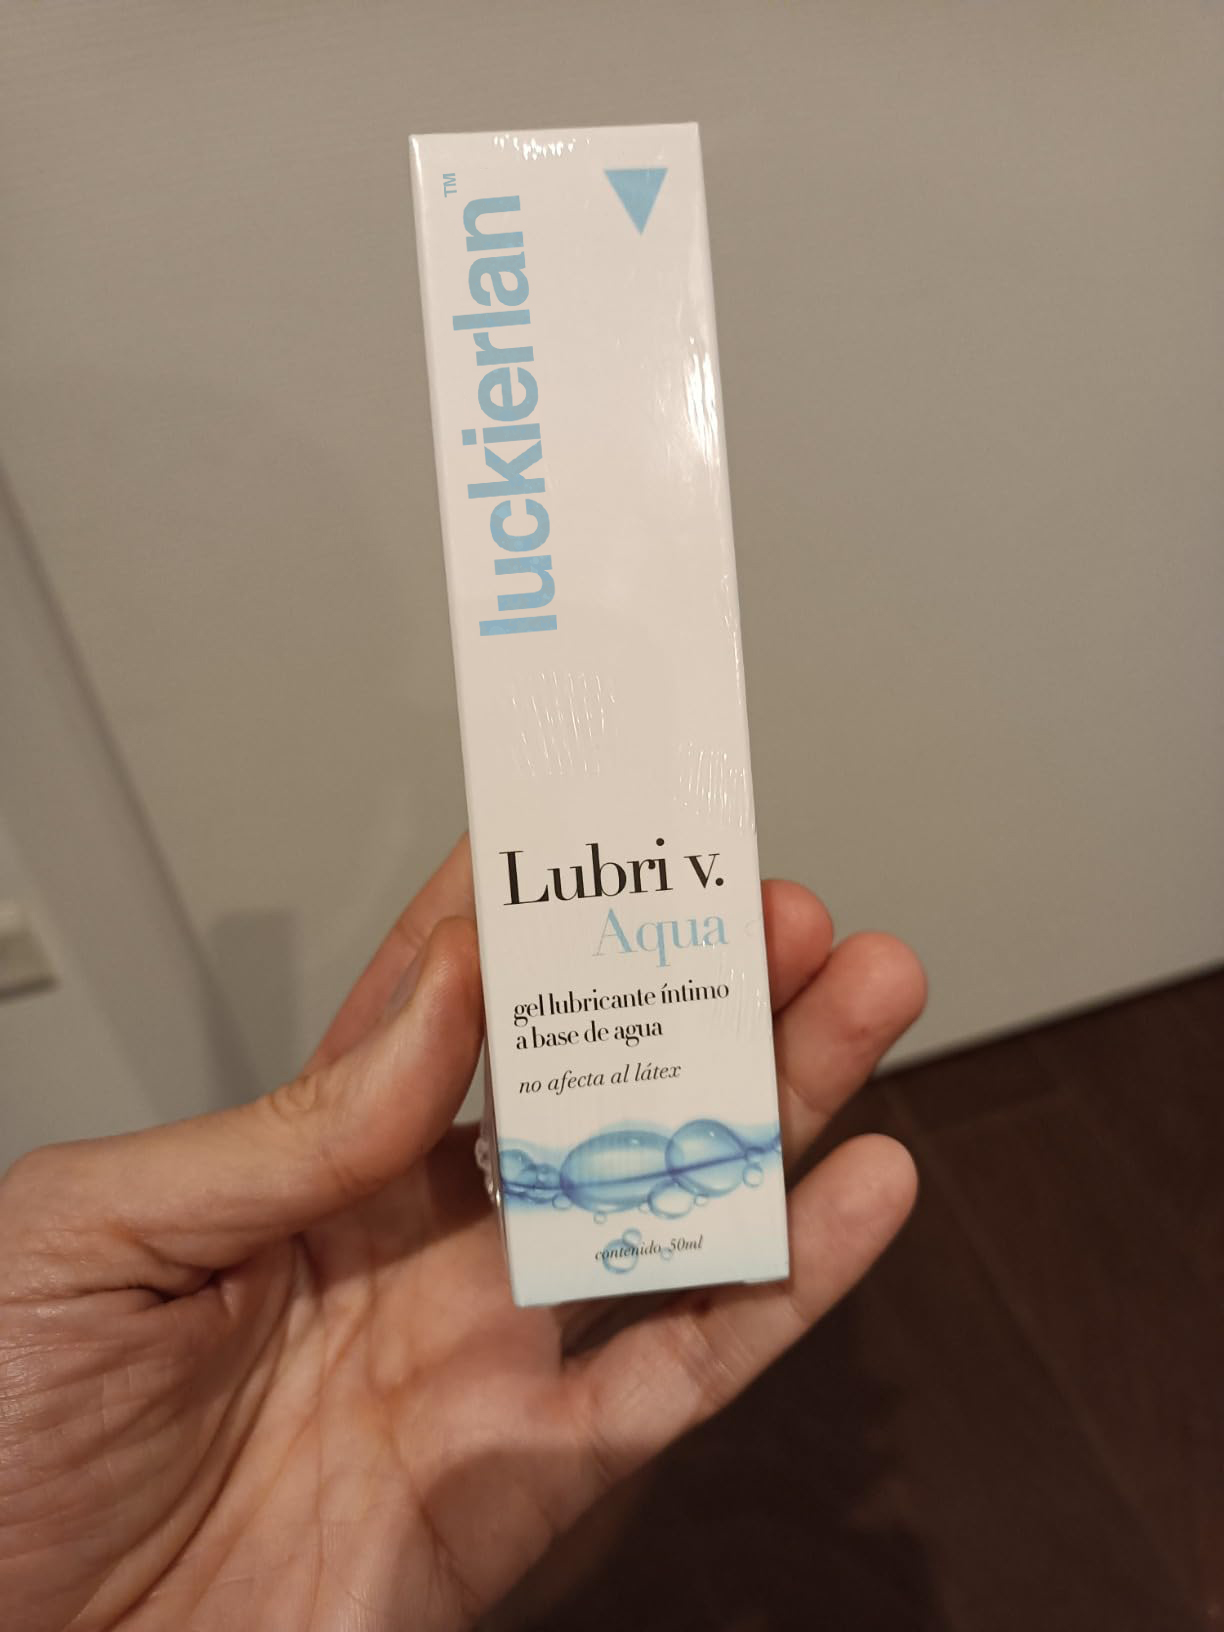 luckierlan™
Lubri v.
Aqua
gel lubricante íntimo
a base de agua
no afecta al látex
contenido 50ml